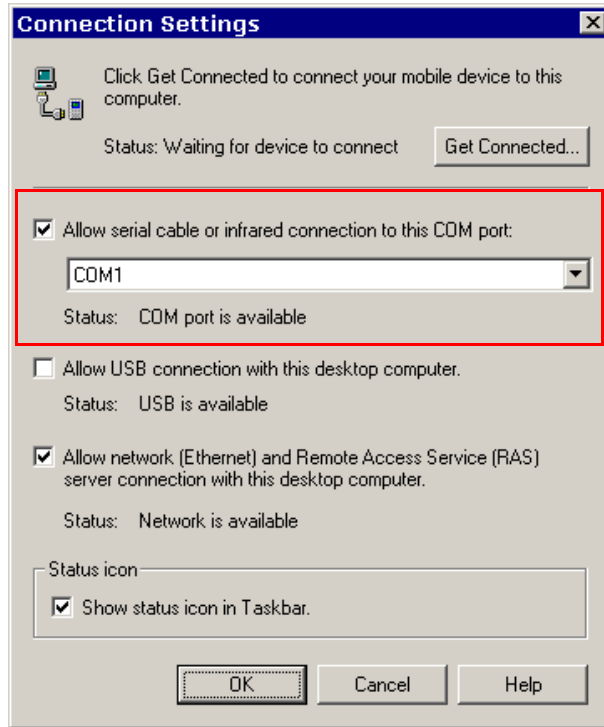 Connection Settings
Click Get Connected to connect your mobile device to this
computer.
Status: Waiting for device to connect
Get Connected...
Allow serial cable or infrared connection to this COM port:
COM1
Status: COM port is available
Allow USB connection with this desktop computer.
Status: USB is available
Allow network (Ethernet) and Remote Access Service (RAS)
server connection with this desktop computer.
Status: Network is available
Status icon
Show status icon in Taskbar.
OK Cancel Help